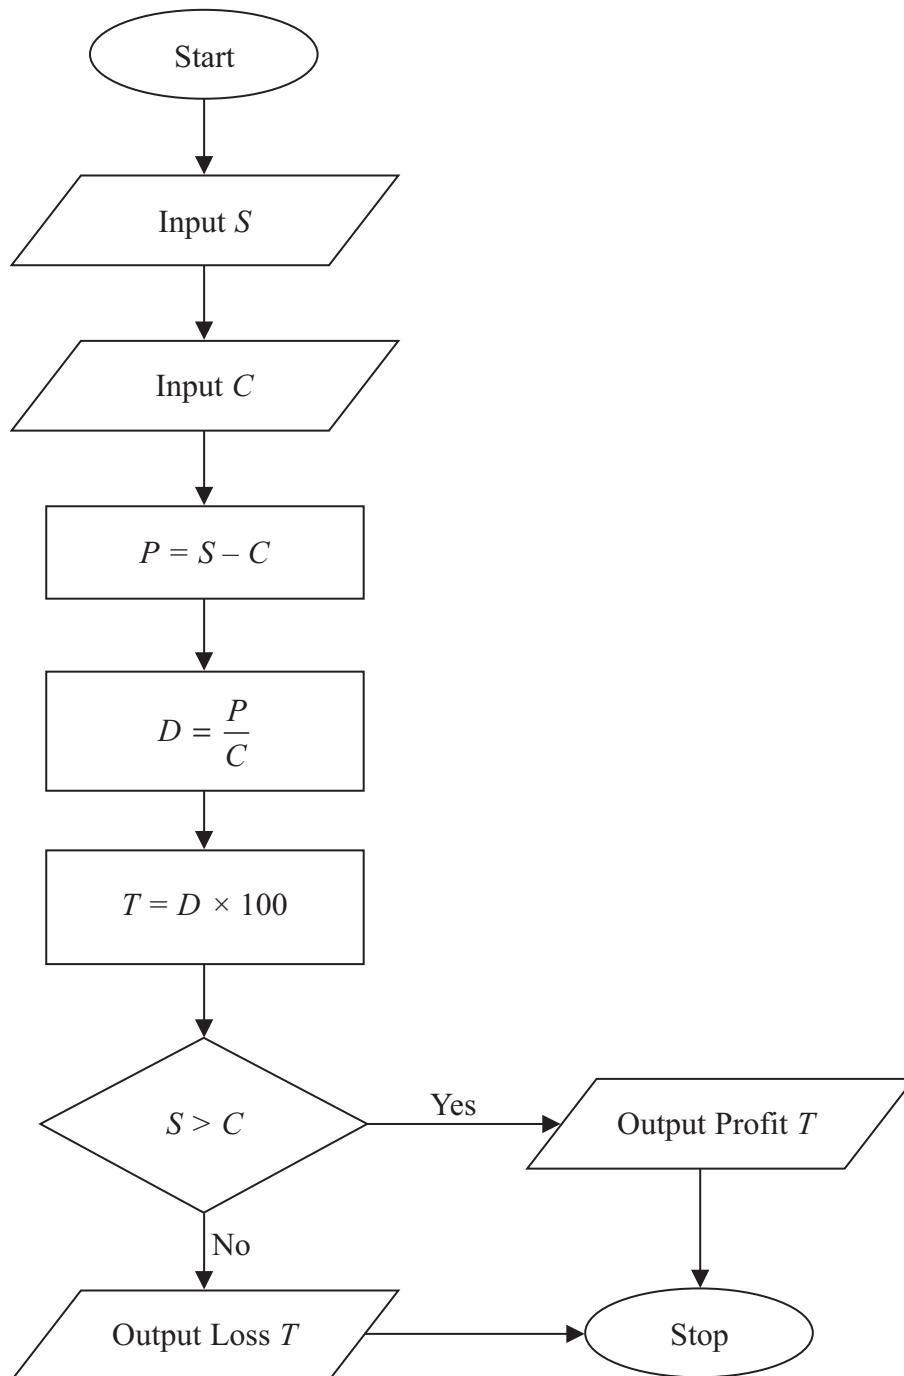 Start
Input S
Input C
P = S – C
D = P/C
T = D × 100
S > C
Yes
Output Profit T
No
Output Loss T
Stop